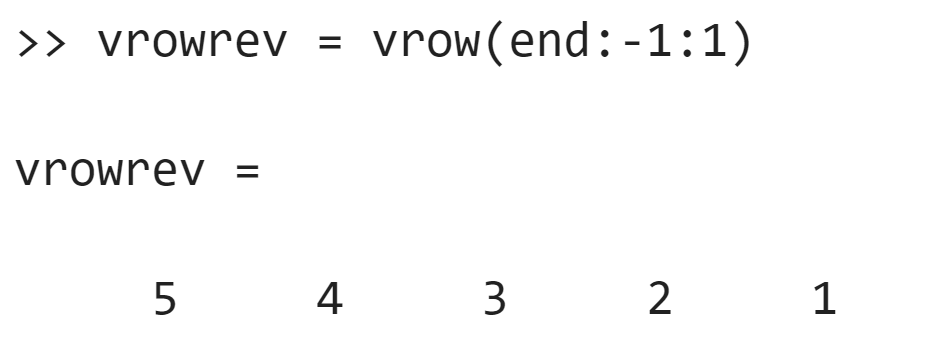 >> vrowrev = vrow(end:-1:1)
vrowrev =
5 4 3 2 1